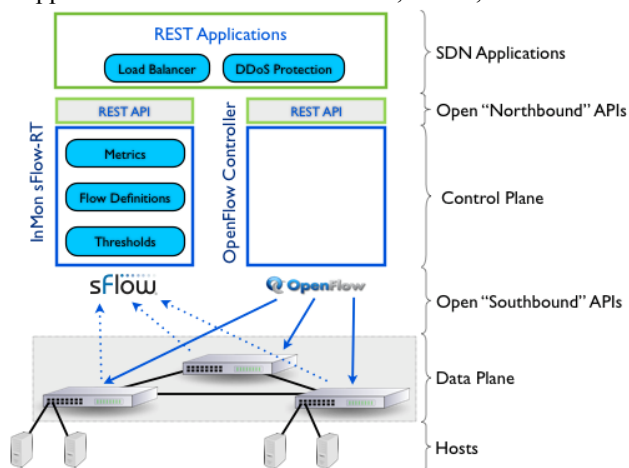 REST Applications
Load Balancer
DDoS Protection
SDN Applications
REST API
REST API
Open “Northbound” APIs
InMon sFlow-RT
Metrics
Flow Definitions
Thresholds
OpenFlow Controller
Control Plane
sFlow
OpenFlow
Open “Southbound” APIs
Data Plane
Hosts